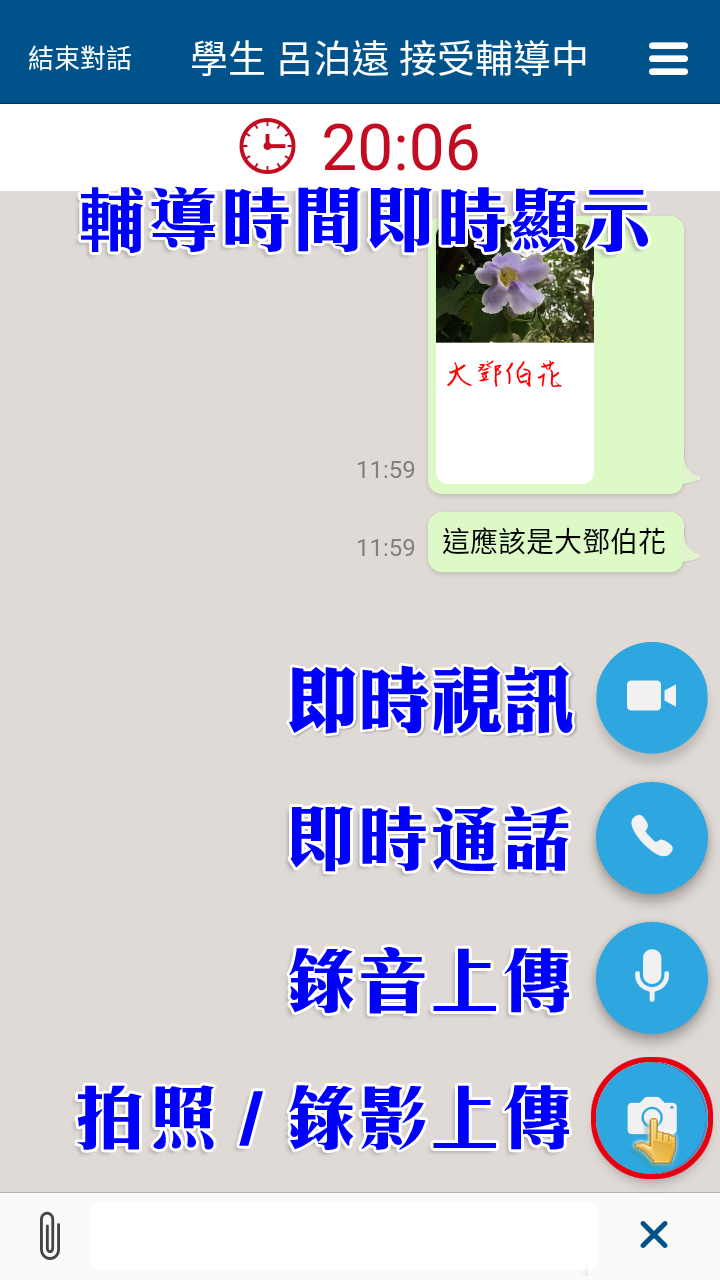 結束對話 學生 呂泊遠 接受輔導中
20:06
輔導時間即時顯示
大鄧伯花
11:59
11:59 這應該是大鄧伯花
即時視訊
即時通話
錄音上傳
拍照 / 錄影上傳